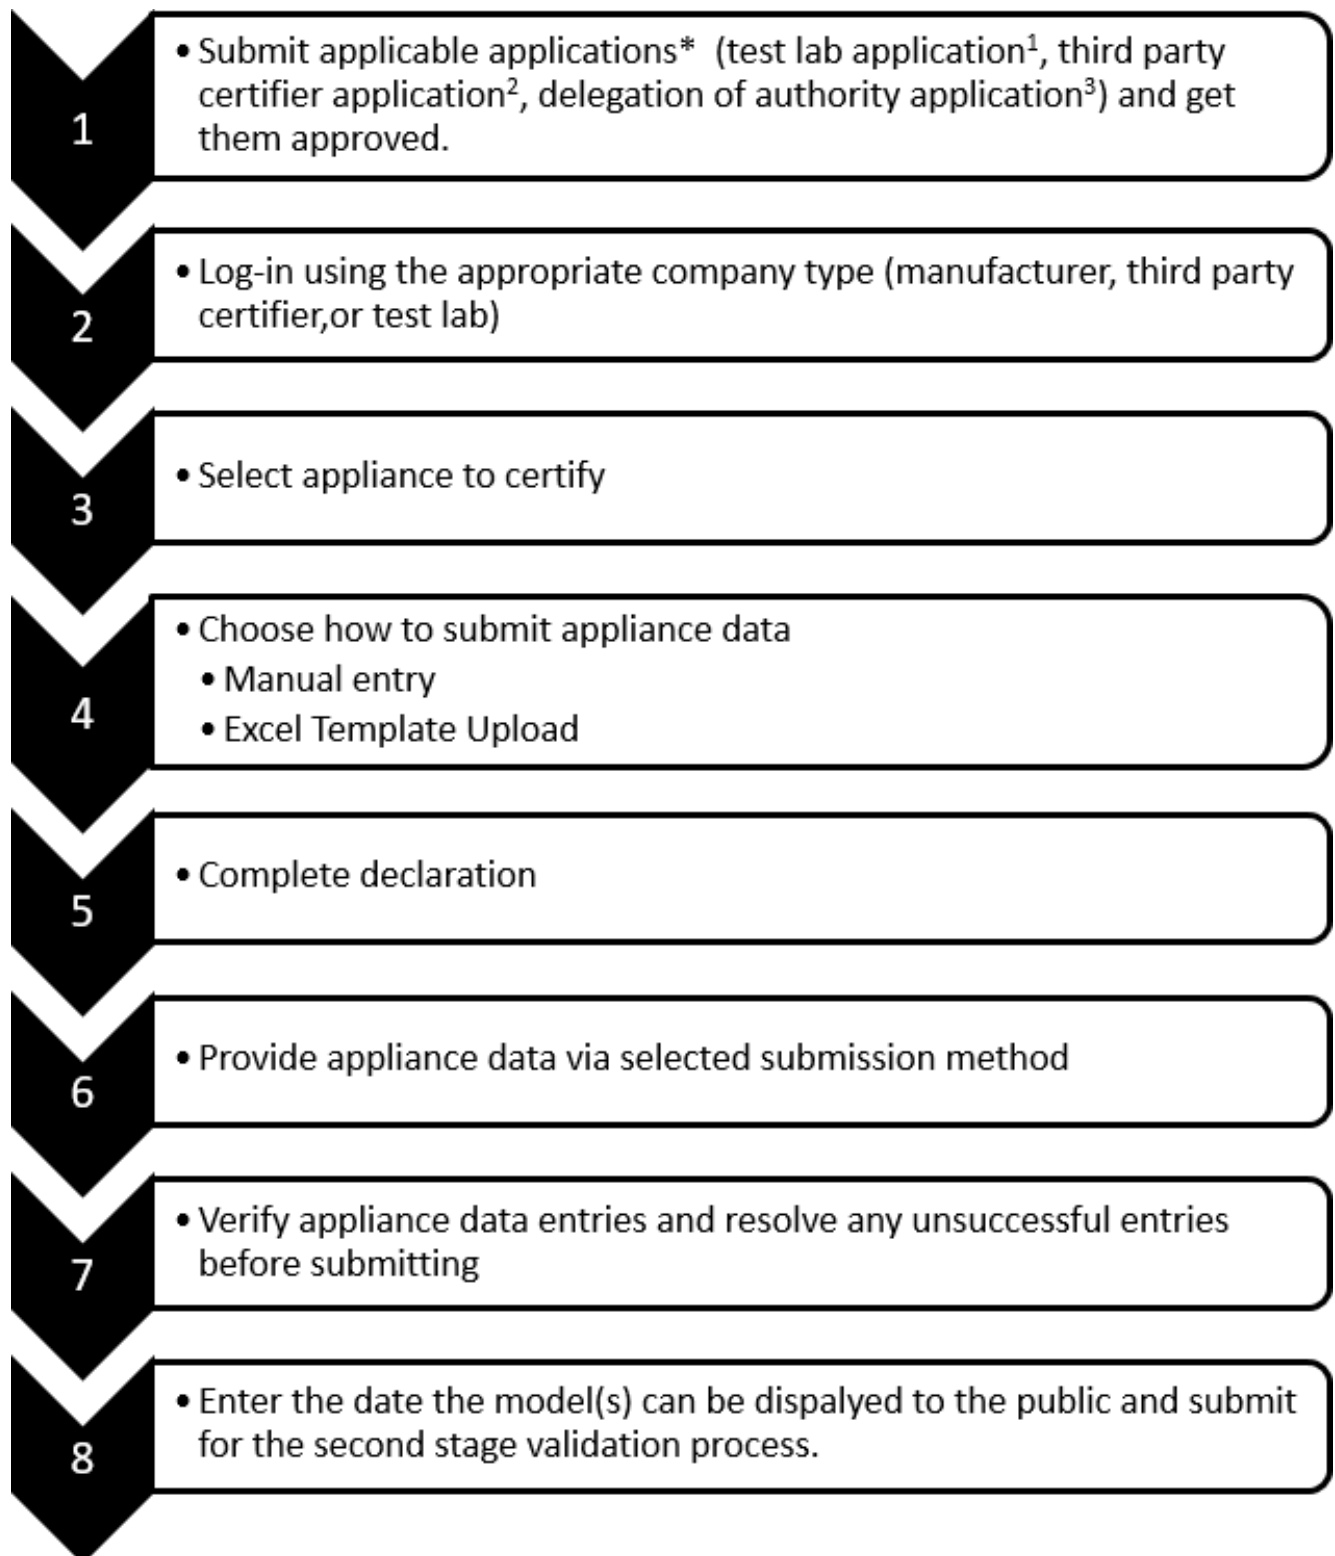 1
• Submit applicable applications* (test lab application¹, third party
certifier application², delegation of authority application³) and get
them approved.
2
• Log-in using the appropriate company type (manufacturer, third party
certifier,or test lab)
3
• Select appliance to certify
4
• Choose how to submit appliance data
• Manual entry
• Excel Template Upload
5
• Complete declaration
6
• Provide appliance data via selected submission method
7
• Verify appliance data entries and resolve any unsuccessful entries
before submitting
8
• Enter the date the model(s) can be dispalyed to the public and submit
for the second stage validation process.